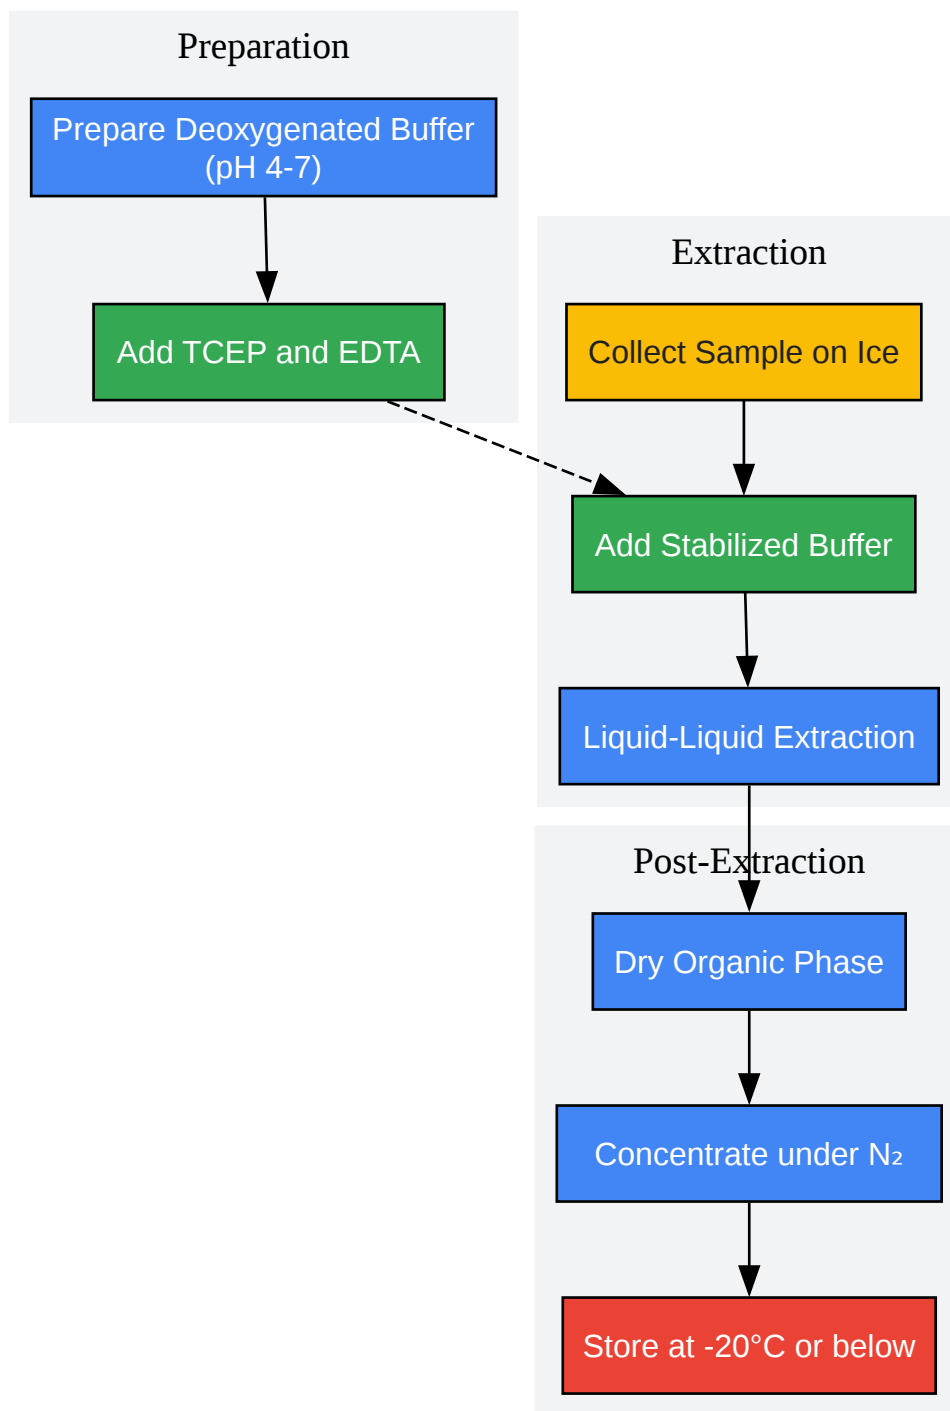 Preparation
Prepare Deoxygenated Buffer
(pH 4-7)
Add TCEP and EDTA
Extraction
Collect Sample on Ice
Add Stabilized Buffer
Liquid-Liquid Extraction
Post-Extraction
Dry Organic Phase
Concentrate under N₂
Store at -20°C or below